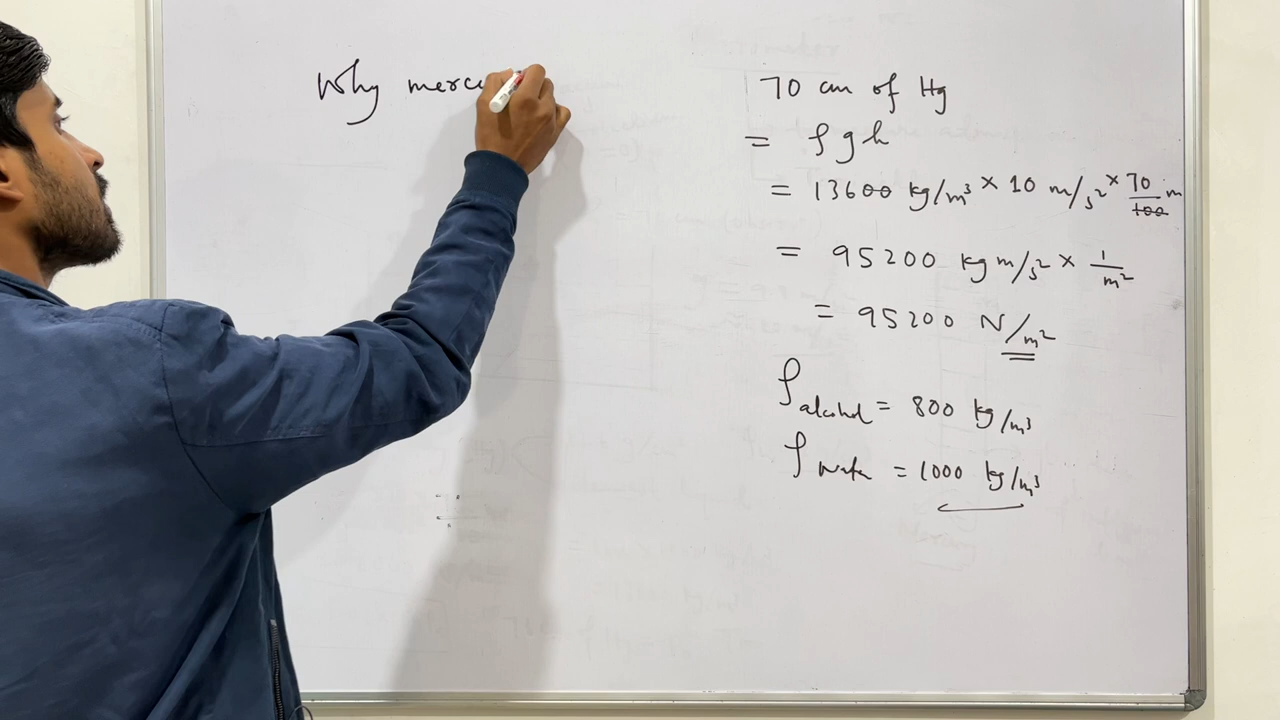 Why merc
70 cm of Hg
= ρgh
= 13600 kg/m³ × 10 m/s² × 70/100 m
= 95200 kg m/s² × 1/m²
= 95200 N/m²
ρ alcohol = 800 kg/m³
ρ water = 1000 kg/m³